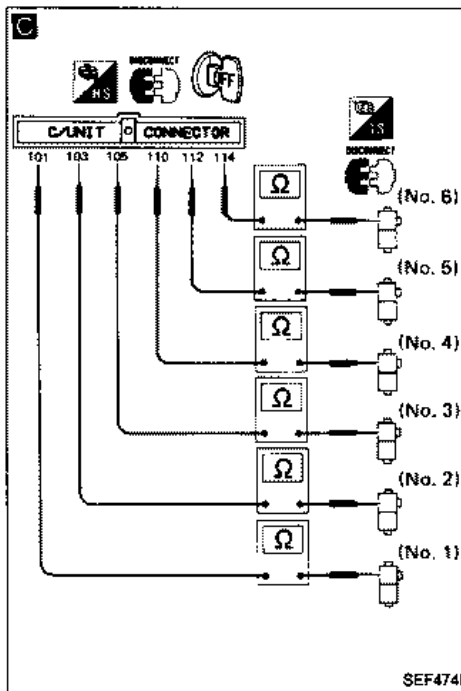 C
DISCONNECT
H.S.
OFF
C/UNIT CONNECTOR
101 103 105 110 112 114
T.S.
DISCONNECT
Ω (No. 6)
Ω (No. 5)
Ω (No. 4)
Ω (No. 3)
Ω (No. 2)
Ω (No. 1)